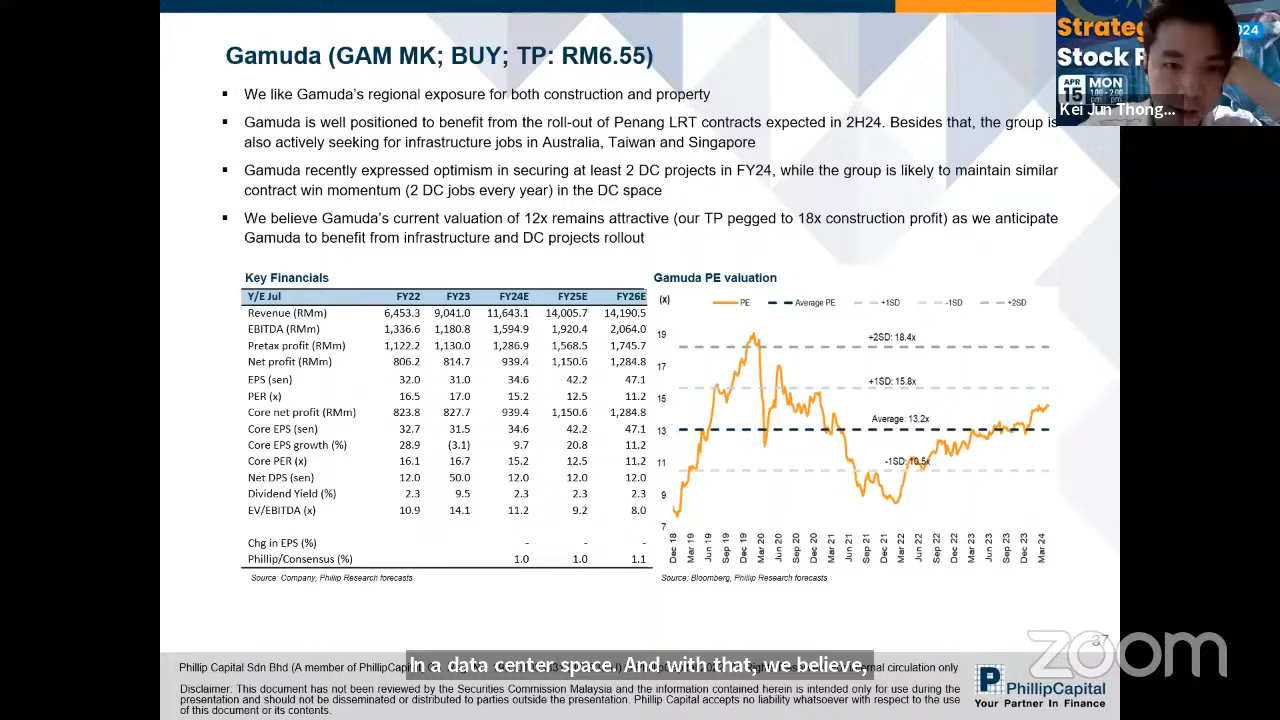 Gamuda (GAM MK; BUY; TP: RM6.55)
▪ We like Gamuda's regional exposure for both construction and property
▪ Gamuda is well positioned to benefit from the roll-out of Penang LRT contracts expected in 2H24. Besides that, the group is
also actively seeking for infrastructure jobs in Australia, Taiwan and Singapore
▪ Gamuda recently expressed optimism in securing at least 2 DC projects in FY24, while the group is likely to maintain similar
contract win momentum (2 DC jobs every year) in the DC space
▪ We believe Gamuda's current valuation of 12x remains attractive (our TP pegged to 18x construction profit) as we anticipate
Gamuda to benefit from infrastructure and DC projects rollout
Strateg
024
Stock P
APR
15
MON
1:00 - 2:00
pm pm
Kei Jun Thong...
Key Financials
Y/E Jul FY22 FY23 FY24E FY25E FY26E
Revenue (RMm) 6,453.3 9,041.0 11,643.1 14,005.7 14,190.5
EBITDA (RMm) 1,336.6 1,180.8 1,594.9 1,920.4 2,064.0
Pretax profit (RMm) 1,122.2 1,130.0 1,286.9 1,568.5 1,745.7
Net profit (RMm) 806.2 814.7 939.4 1,150.6 1,284.8
EPS (sen) 32.0 31.0 34.6 42.2 47.1
PER (x) 16.5 17.0 15.2 12.5 11.2
Core net profit (RMm) 823.8 827.7 939.4 1,150.6 1,284.8
Core EPS (sen) 32.7 31.5 34.6 42.2 47.1
Core EPS growth (%) 28.9 (3.1) 9.7 20.8 11.2
Core PER (x) 16.1 16.7 15.2 12.5 11.2
Net DPS (sen) 12.0 50.0 12.0 12.0 12.0
Dividend Yield (%) 2.3 9.5 2.3 2.3 2.3
EV/EBITDA (x) 10.9 14.1 11.2 9.2 8.0
Chg in EPS (%) - - -
Phillip/Consensus (%) 1.0 1.0 1.1
Source: Company, Phillip Research forecasts
Gamuda PE valuation
(x) PE Average PE +1SD -1SD +2SD
19
17
15
13
11
9
7
+2SD: 18.4x
+1SD: 15.8x
Average: 13.2x
-1SD: 10.5x
Dec 18 Mar 19 Jun 19 Sep 19 Dec 19 Mar 20 Jun 20 Sep 20 Dec 20 Mar 21 Jun 21 Sep 21 Dec 21 Mar 22 Jun 22 Sep 22 Dec 22 Mar 23 Jun 23 Sep 23 Dec 23 Mar 24
Source: Bloomberg, Phillip Research forecasts
37
zoom
In a data center space. And with that, we believe,
Phillip Capital Sdn Bhd (A member of PhillipCapit
nal circulation only
Disclaimer: This document has not been reviewed by the Securities Commission Malaysia and the information contained herein is intended only for use during the
presentation and should not be disseminated or distributed to parties outside the presentation. Phillip Capital accepts no liability whatsoever with respect to the use
of this document or its contents.
PhillipCapital
Your Partner In Finance